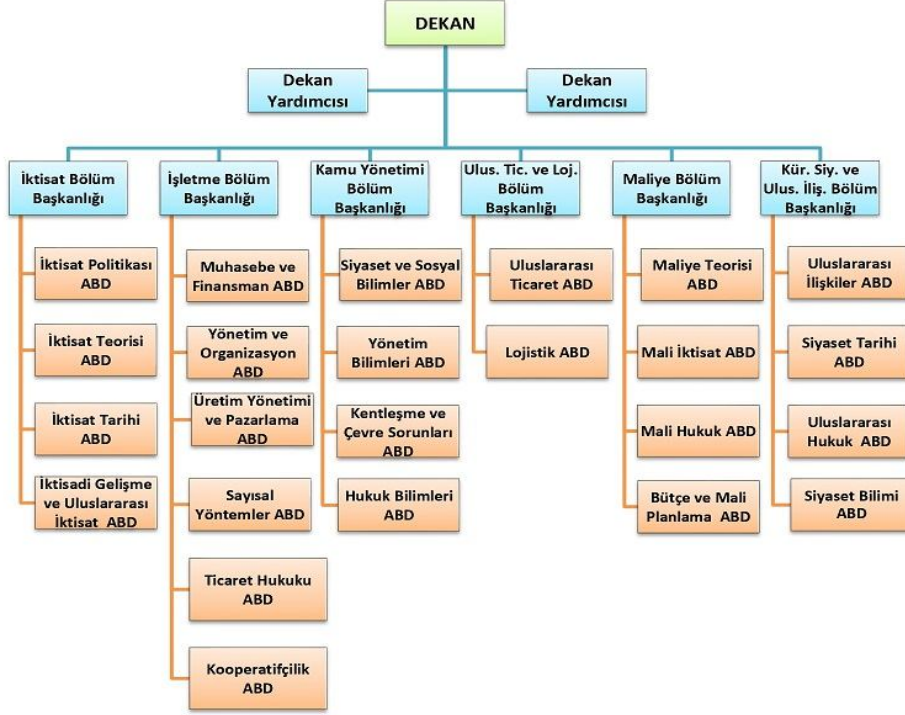 DEKAN
Dekan
Yardımcısı
Dekan
Yardımcısı
İktisat Bölüm
Başkanlığı
İşletme Bölüm
Başkanlığı
Kamu Yönetimi
Bölüm
Başkanlığı
Ulus. Tic. ve Loj.
Bölüm
Başkanlığı
Maliye Bölüm
Başkanlığı
Kür. Siy. ve
Ulus. İliş. Bölüm
Başkanlığı
İktisat Politikası
ABD
İktisat Teorisi
ABD
İktisat Tarihi
ABD
İktisadi Gelişme
ve Uluslararası
İktisat ABD
Muhasebe ve
Finansman ABD
Yönetim ve
Organizasyon
ABD
Üretim Yönetimi
ve Pazarlama
ABD
Sayısal
Yöntemler ABD
Ticaret Hukuku
ABD
Kooperatifçilik
ABD
Siyaset ve Sosyal
Bilimler ABD
Yönetim
Bilimleri ABD
Kentleşme ve
Çevre Sorunları
ABD
Hukuk Bilimleri
ABD
Uluslararası
Ticaret ABD
Lojistik ABD
Maliye Teorisi
ABD
Mali İktisat ABD
Mali Hukuk ABD
Bütçe ve Mali
Planlama ABD
Uluslararası
İlişkiler ABD
Siyaset Tarihi
ABD
Uluslararası
Hukuk ABD
Siyaset Bilimi
ABD